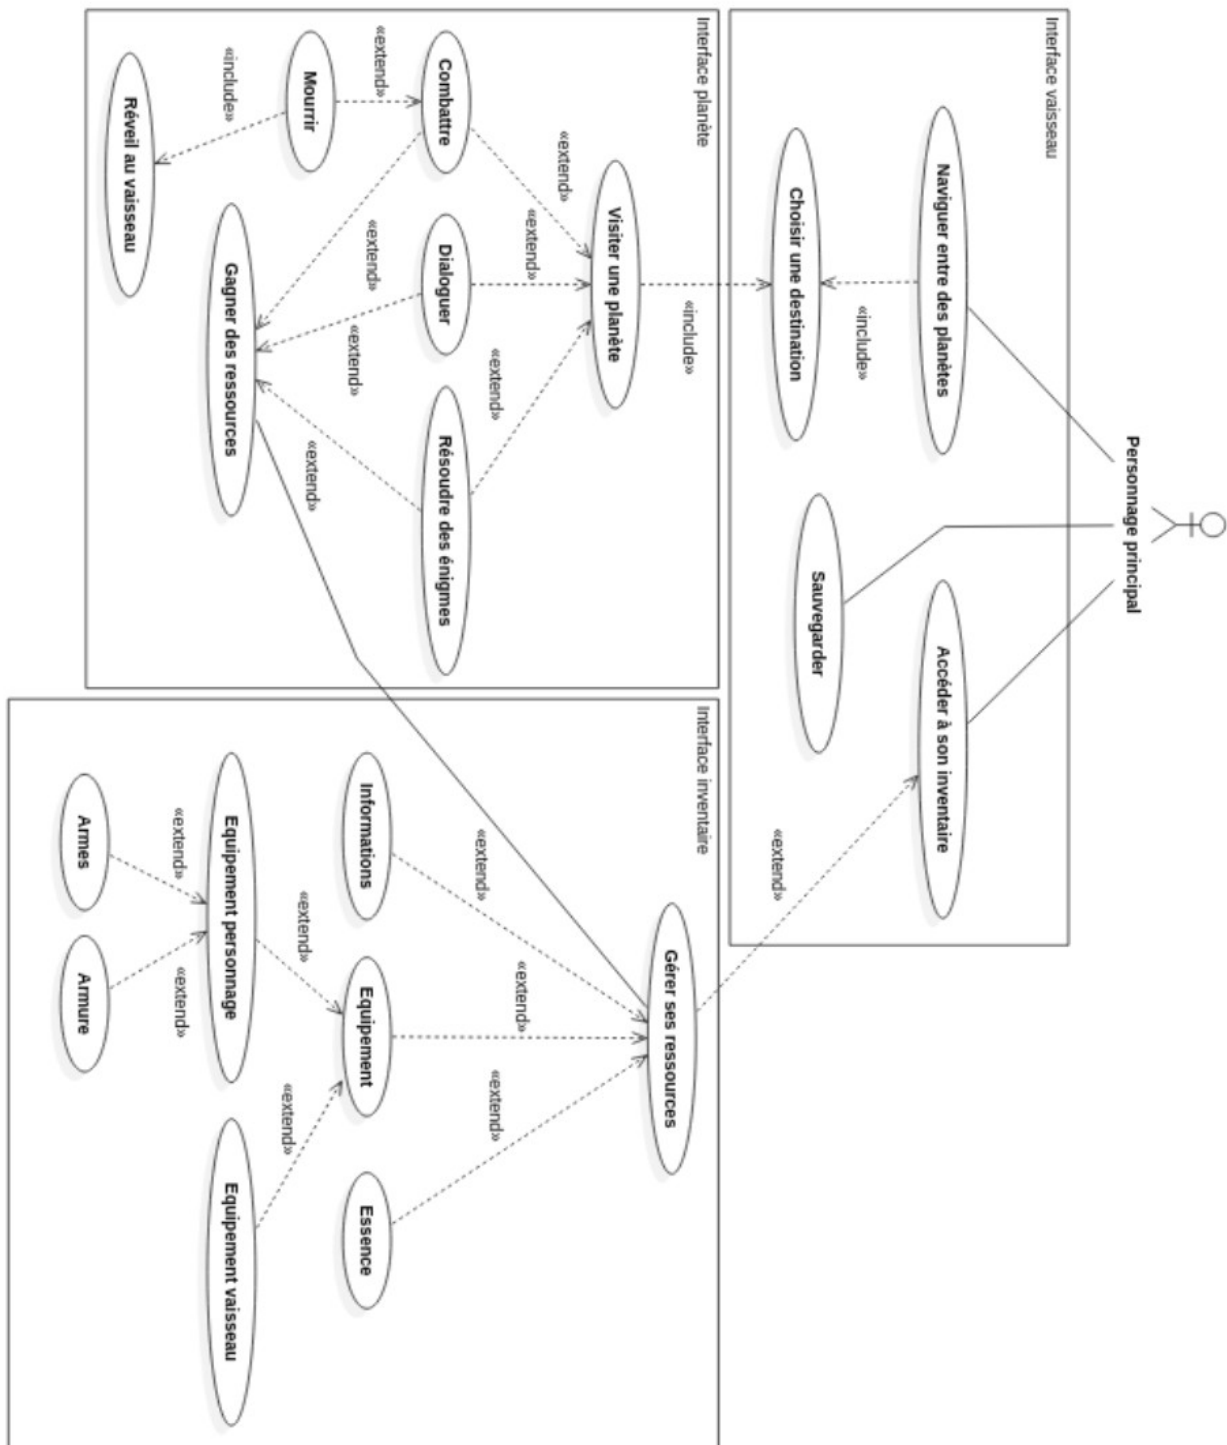 Personnage principal
Interface vaisseau
Naviguer entre des planètes
Accéder à son inventaire
«include»
Choisir une destination
Sauvegarder
«include»
«extend»
Interface planète
Visiter une planète
«extend»
«extend»
«extend»
Combattre
Dialoguer
Résoudre des énigmes
«extend»
«extend»
«extend»
«extend»
Mourrir
«include»
Gagner des ressources
Réveil au vaisseau
Interface inventaire
Gérer ses ressources
«extend»
«extend»
«extend»
Informations
Equipement
Essence
«extend»
«extend»
Equipement personnage
Equipement vaisseau
«extend»
«extend»
Armes
Armure